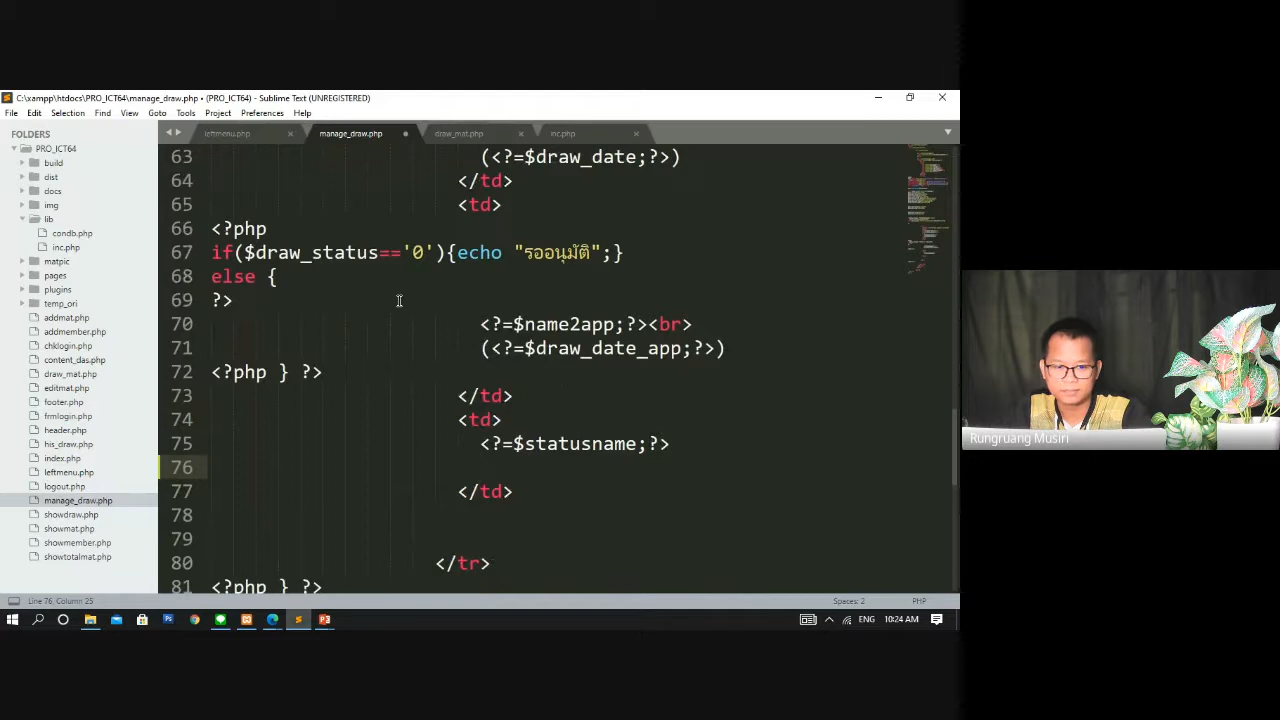 C:\xampp\htdocs\PRO_ICT64\manage_draw.php • (PRO_ICT64) - Sublime Text (UNREGISTERED)
File Edit Selection Find View Goto Tools Project Preferences Help
FOLDERS
PRO_ICT64
build
dist
docs
img
lib
condb.php
inc.php
matpic
pages
plugins
temp_ori
addmat.php
addmember.php
chklogin.php
content_das.php
draw_mat.php
editmat.php
footer.php
frmlogin.php
header.php
his_draw.php
index.php
leftmenu.php
logout.php
manage_draw.php
showdraw.php
showmat.php
showmember.php
showtotalmat.php
leftmenu.php manage_draw.php draw_mat.php inc.php
63 (<?=$draw_date;?>)
64 </td>
65 <td>
66 <?php
67 if($draw_status=='0'){echo "รออนุมัติ";}
68 else {
69 ?>
70 <?=$name2app;?><br>
71 (<?=$draw_date_app;?>)
72 <?php } ?>
73 </td>
74 <td>
75 <?=$statusname;?>
76
77 </td>
78
79
80 </tr>
81 <?php } ?>
Line 76, Column 25 Spaces: 2 PHP
ENG 10:24 AM
Rungruang Musiri